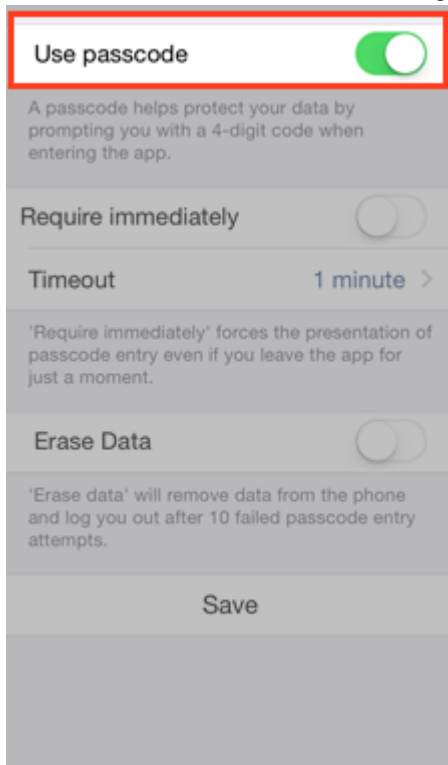 Use passcode
A passcode helps protect your data by
prompting you with a 4-digit code when
entering the app.
Require immediately
Timeout 1 minute >
'Require immediately' forces the presentation of
passcode entry even if you leave the app for
just a moment.
Erase Data
'Erase data' will remove data from the phone
and log you out after 10 failed passcode entry
attempts.
Save